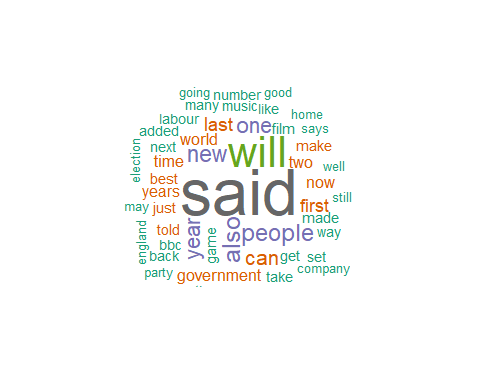 going number good
many music like
labour last one film home
added world says
election next new will make
time two
best well
years said now
may just first still
told year also people made
england bbc game way
back can get set
party government take company